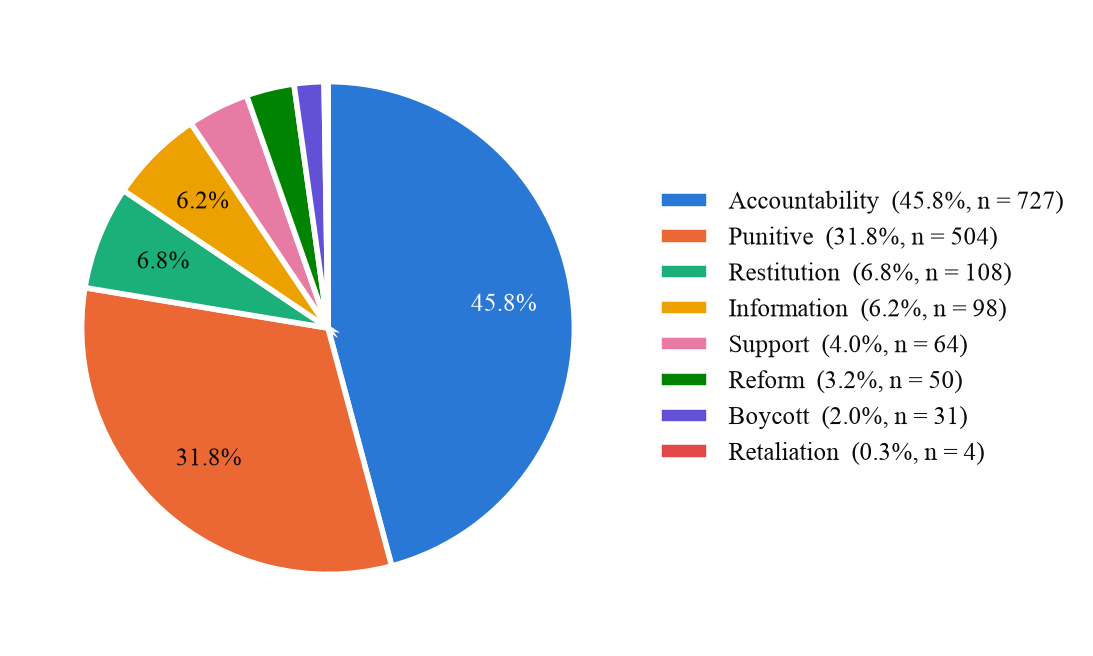 6.2%
6.8%
45.8%
31.8%
Accountability (45.8%, n = 727)
Punitive (31.8%, n = 504)
Restitution (6.8%, n = 108)
Information (6.2%, n = 98)
Support (4.0%, n = 64)
Reform (3.2%, n = 50)
Boycott (2.0%, n = 31)
Retaliation (0.3%, n = 4)